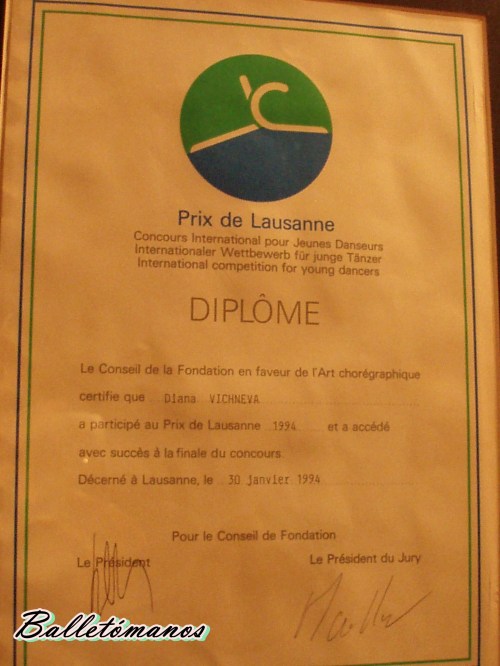 Prix de Lausanne
Concours International pour Jeunes Danseurs
Internationaler Wettbewerb für junge Tänzer
International competition for young dancers
DIPLÔME
Le Conseil de la Fondation en faveur de l'Art chorégraphique
certifie que Diana VICHNEVA
a participé au Prix de Lausanne 1994 et a accédé
avec succès à la finale du concours.
Décerné à Lausanne, le 30 janvier 1994
Pour le Conseil de Fondation
Le Président Le Président du Jury
Balletómanos